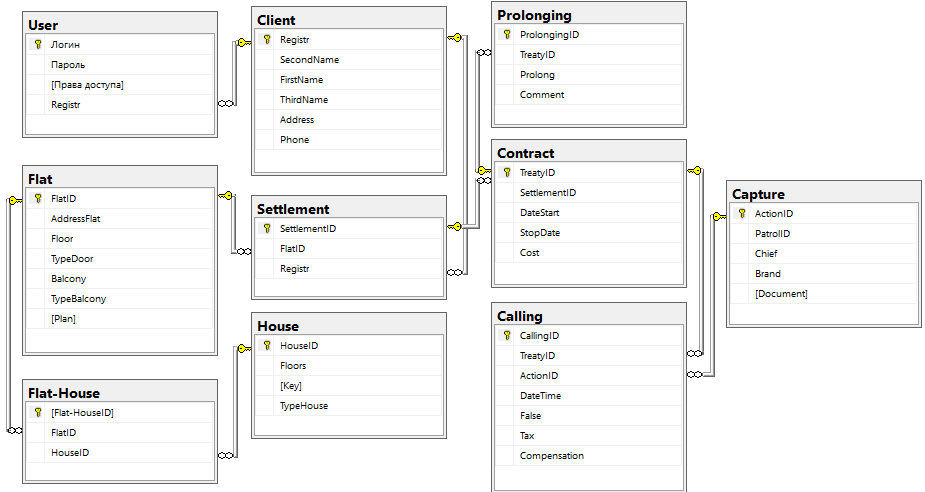 User
Логин
Пароль
[Права доступа]
Registr
Client
Registr
SecondName
FirstName
ThirdName
Address
Phone
Prolonging
ProlongingID
TreatyID
Prolong
Comment
Flat
FlatID
AddressFlat
Floor
TypeDoor
Balcony
TypeBalcony
[Plan]
Settlement
SettlementID
FlatID
Registr
Contract
TreatyID
SettlementID
DateStart
StopDate
Cost
Capture
ActionID
PatrolID
Chief
Brand
[Document]
Flat-House
[Flat-HouseID]
FlatID
HouseID
House
HouseID
Floors
[Key]
TypeHouse
Calling
CallingID
TreatyID
ActionID
DateTime
False
Tax
Compensation